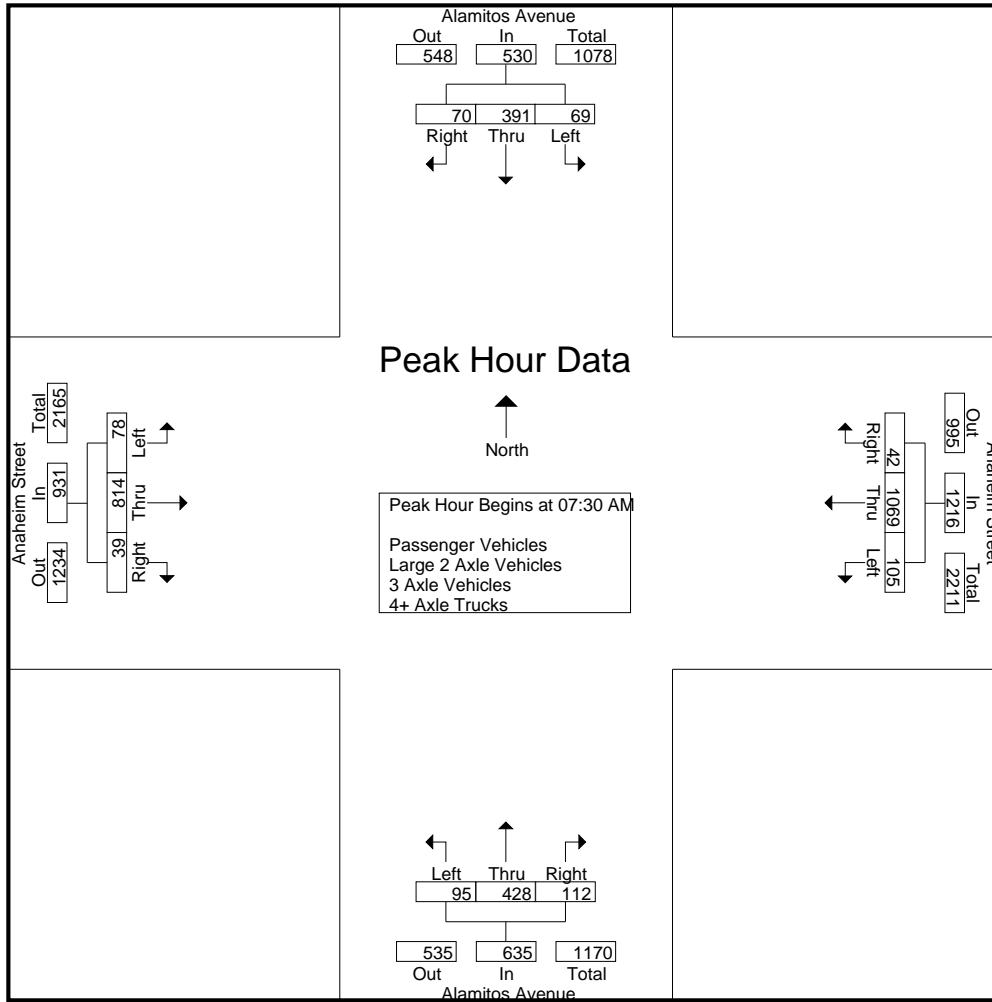 Alamitos Avenue
Out In Total
548 530 1078
70 391 69
Right Thru Left
Peak Hour Data
North
Peak Hour Begins at 07:30 AM
Passenger Vehicles
Large 2 Axle Vehicles
3 Axle Vehicles
4+ Axle Trucks
Anaheim Street
Out In Total
1234 931 2165
39 814 78
Right Thru Left
Anaheim Street
Out In Total
995 1216 2211
42 1069 105
Right Thru Left
Left Thru Right
95 428 112
535 635 1170
Out In Total
Alamitos Avenue